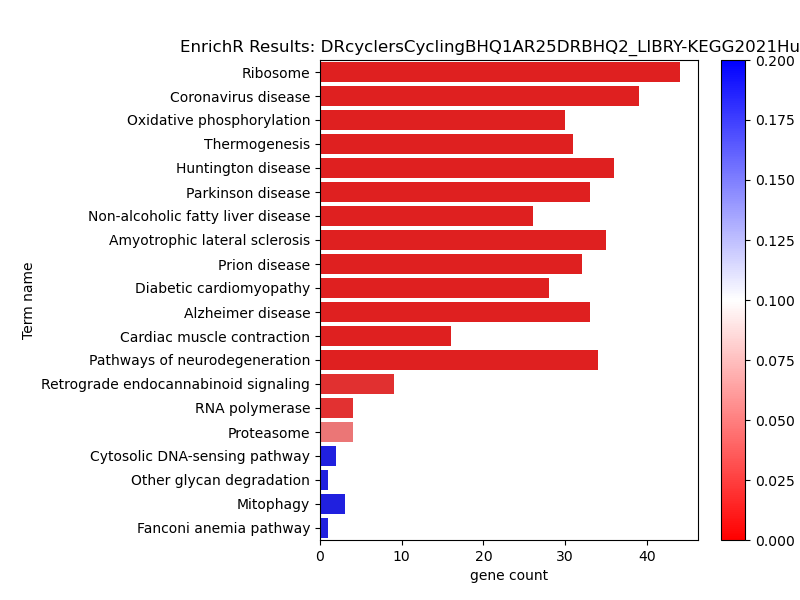 EnrichR Results: DRcyclersCyclingBHQ1AR25DRBHQ2_LIBRY-KEGG2021Hu
Ribosome
Coronavirus disease
Oxidative phosphorylation
Thermogenesis
Huntington disease
Parkinson disease
Non-alcoholic fatty liver disease
Amyotrophic lateral sclerosis
Prion disease
Diabetic cardiomyopathy
Alzheimer disease
Cardiac muscle contraction
Pathways of neurodegeneration
Retrograde endocannabinoid signaling
RNA polymerase
Proteasome
Cytosolic DNA-sensing pathway
Other glycan degradation
Mitophagy
Fanconi anemia pathway
Term name
0 10 20 30 40
gene count
0.200
0.175
0.150
0.125
0.100
0.075
0.050
0.025
0.000